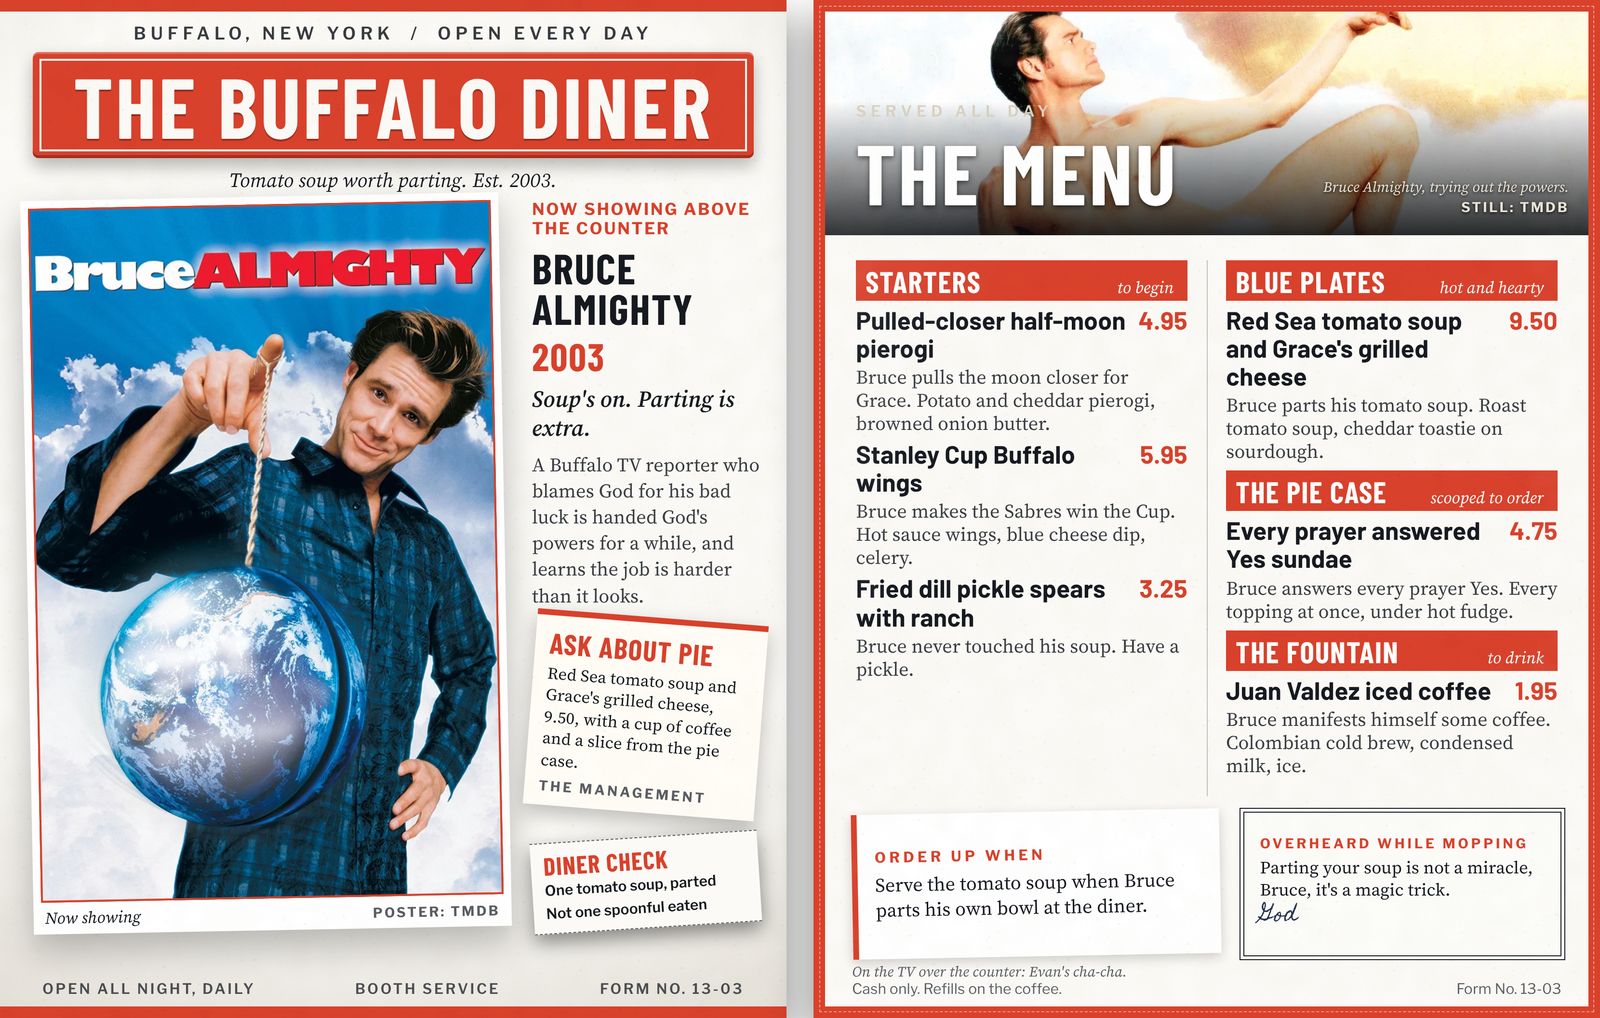 BUFFALO, NEW YORK / OPEN EVERY DAY
THE BUFFALO DINER
Tomato soup worth parting. Est. 2003.
BruceALMIGHTY
Now showing
POSTER: TMDB
NOW SHOWING ABOVE
THE COUNTER
BRUCE
ALMIGHTY
2003
Soup's on. Parting is
extra.
A Buffalo TV reporter who
blames God for his bad
luck is handed God's
powers for a while, and
learns the job is harder
than it looks.
ASK ABOUT PIE
Red Sea tomato soup and
Grace's grilled cheese,
9.50, with a cup of coffee
and a slice from the pie
case.
THE MANAGEMENT
DINER CHECK
One tomato soup, parted
Not one spoonful eaten
OPEN ALL NIGHT, DAILY
BOOTH SERVICE
FORM NO. 13-03
SERVED ALL DAY
THE MENU
Bruce Almighty, trying out the powers.
STILL: TMDB
STARTERS to begin
Pulled-closer half-moon 4.95
pierogi
Bruce pulls the moon closer for
Grace. Potato and cheddar pierogi,
browned onion butter.
Stanley Cup Buffalo 5.95
wings
Bruce makes the Sabres win the Cup.
Hot sauce wings, blue cheese dip,
celery.
Fried dill pickle spears 3.25
with ranch
Bruce never touched his soup. Have a
pickle.
BLUE PLATES hot and hearty
Red Sea tomato soup 9.50
and Grace's grilled
cheese
Bruce parts his tomato soup. Roast
tomato soup, cheddar toastie on
sourdough.
THE PIE CASE scooped to order
Every prayer answered 4.75
Yes sundae
Bruce answers every prayer Yes. Every
topping at once, under hot fudge.
THE FOUNTAIN to drink
Juan Valdez iced coffee 1.95
Bruce manifests himself some coffee.
Colombian cold brew, condensed
milk, ice.
ORDER UP WHEN
Serve the tomato soup when Bruce
parts his own bowl at the diner.
OVERHEARD WHILE MOPPING
Parting your soup is not a miracle,
Bruce, it's a magic trick.
God
On the TV over the counter: Evan's cha-cha.
Cash only. Refills on the coffee.
Form No. 13-03